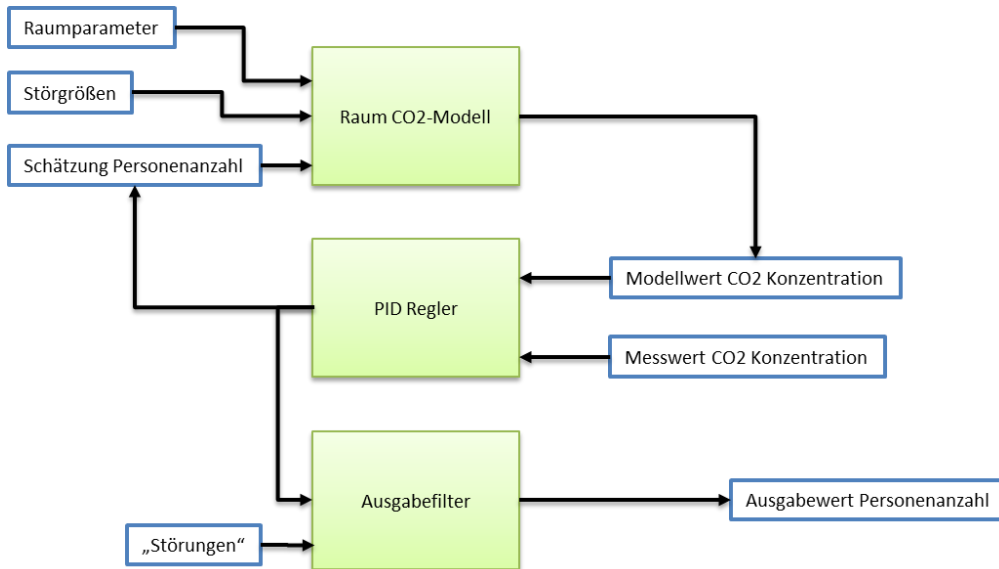 Raumparameter
Störgrößen
Raum CO2-Modell
Schätzung Personenanzahl
Modellwert CO2 Konzentration
PID Regler
Messwert CO2 Konzentration
Ausgabefilter
Ausgabewert Personenanzahl
„Störungen“